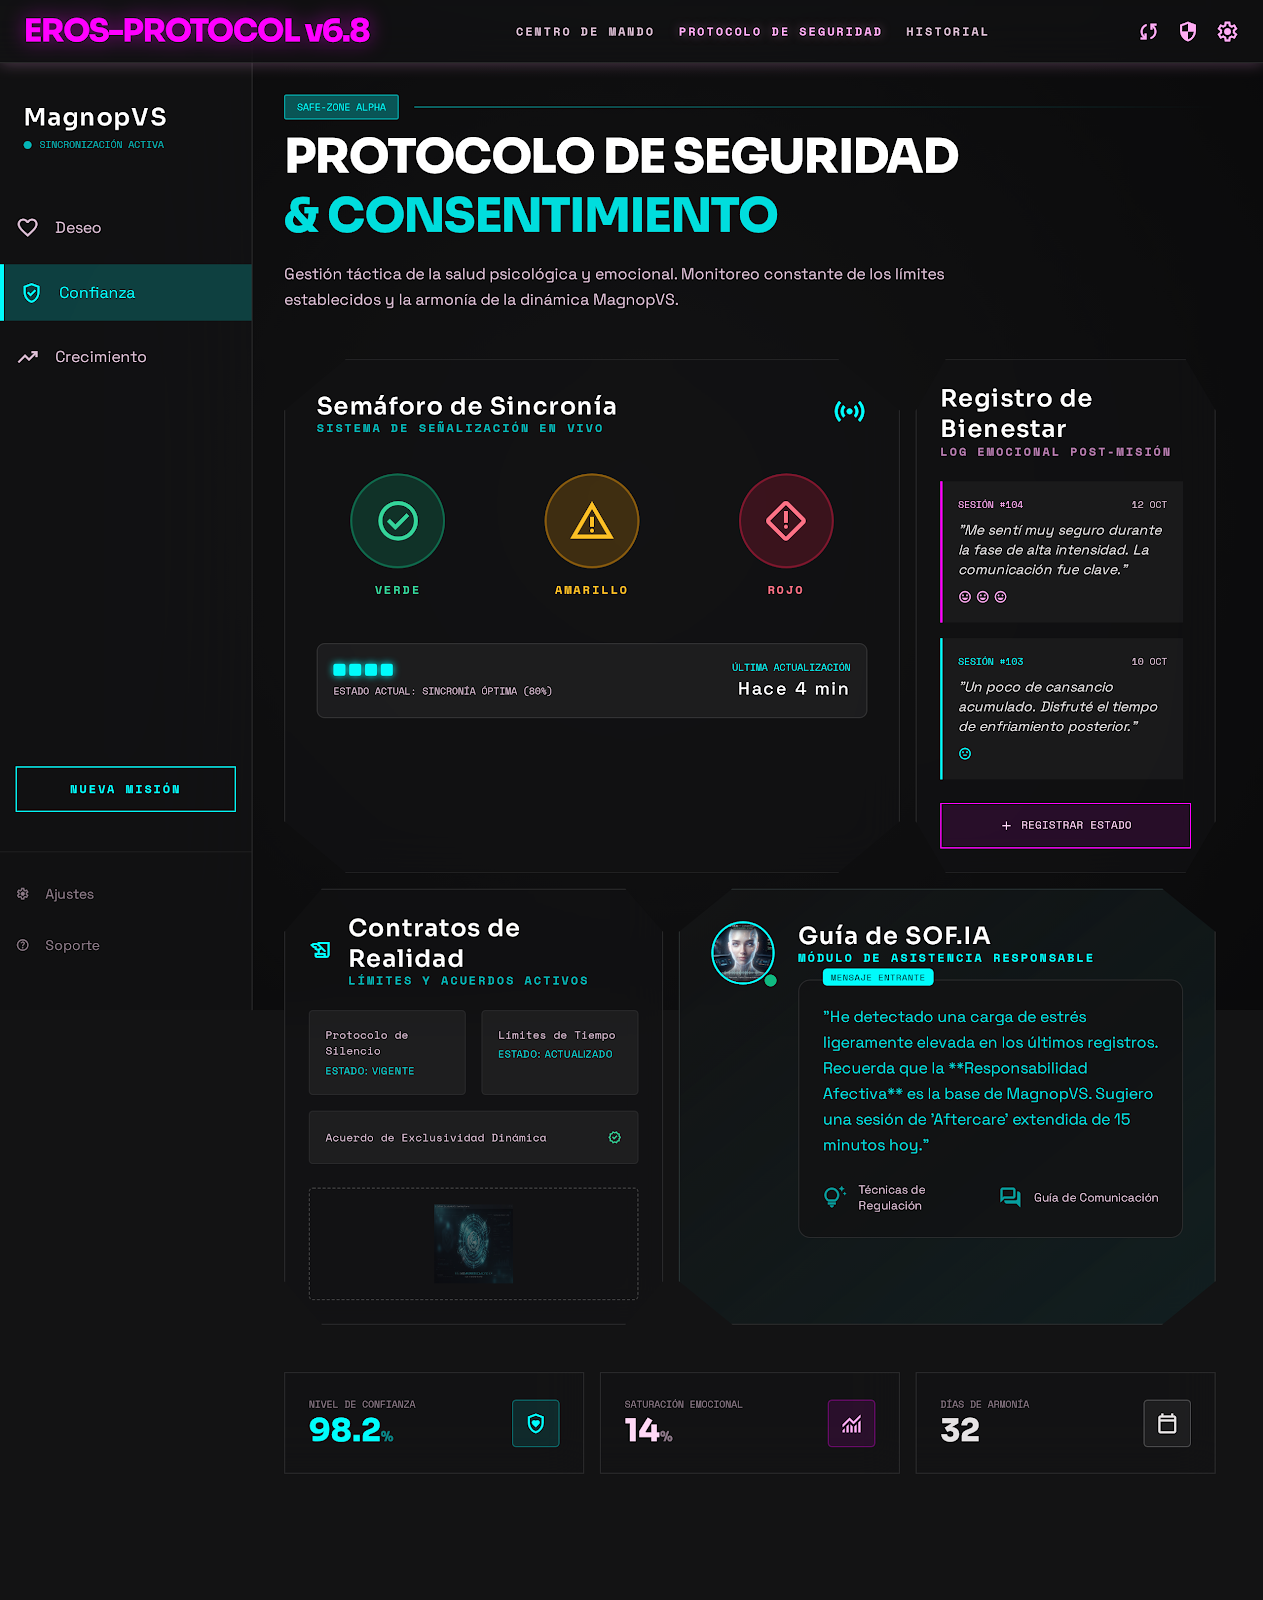 EROS-PROTOCOL v6.8
CENTRO DE MANDO
PROTOCOLO DE SEGURIDAD
HISTORIAL
MagnopVS
SINCRONIZACIÓN ACTIVA
Deseo
Confianza
Crecimiento
NUEVA MISIÓN
Ajustes
Soporte
SAFE-ZONE ALPHA
PROTOCOLO DE SEGURIDAD
& CONSENTIMIENTO
Gestión táctica de la salud psicológica y emocional. Monitoreo constante de los límites
establecidos y la armonía de la dinámica MagnopVS.
Semáforo de Sincronía
SISTEMA DE SEÑALIZACIÓN EN VIVO
VERDE
AMARILLO
ROJO
ESTADO ACTUAL: SINCRONÍA ÓPTIMA (80%)
ÚLTIMA ACTUALIZACIÓN
Hace 4 min
Registro de
Bienestar
LOG EMOCIONAL POST-MISIÓN
SESIÓN #104
12 OCT
"Me sentí muy seguro durante
la fase de alta intensidad. La
comunicación fue clave."
SESIÓN #103
10 OCT
"Un poco de cansancio
acumulado. Disfruté el tiempo
de enfriamiento posterior."
+ REGISTRAR ESTADO
Contratos de
Realidad
LÍMITES Y ACUERDOS ACTIVOS
Protocolo de
Silencio
ESTADO: VIGENTE
Límites de Tiempo
ESTADO: ACTUALIZADO
Acuerdo de Exclusividad Dinámica
Guía de SOF.IA
MÓDULO DE ASISTENCIA RESPONSABLE
MENSAJE ENTRANTE
"He detectado una carga de estrés
ligeramente elevada en los últimos registros.
Recuerda que la **Responsabilidad
Afectiva** es la base de MagnopVS. Sugiero
una sesión de 'Aftercare' extendida de 15
minutos hoy."
Técnicas de
Regulación
Guía de Comunicación
NIVEL DE CONFIANZA
98.2%
SATURACIÓN EMOCIONAL
14%
DÍAS DE ARMONÍA
32